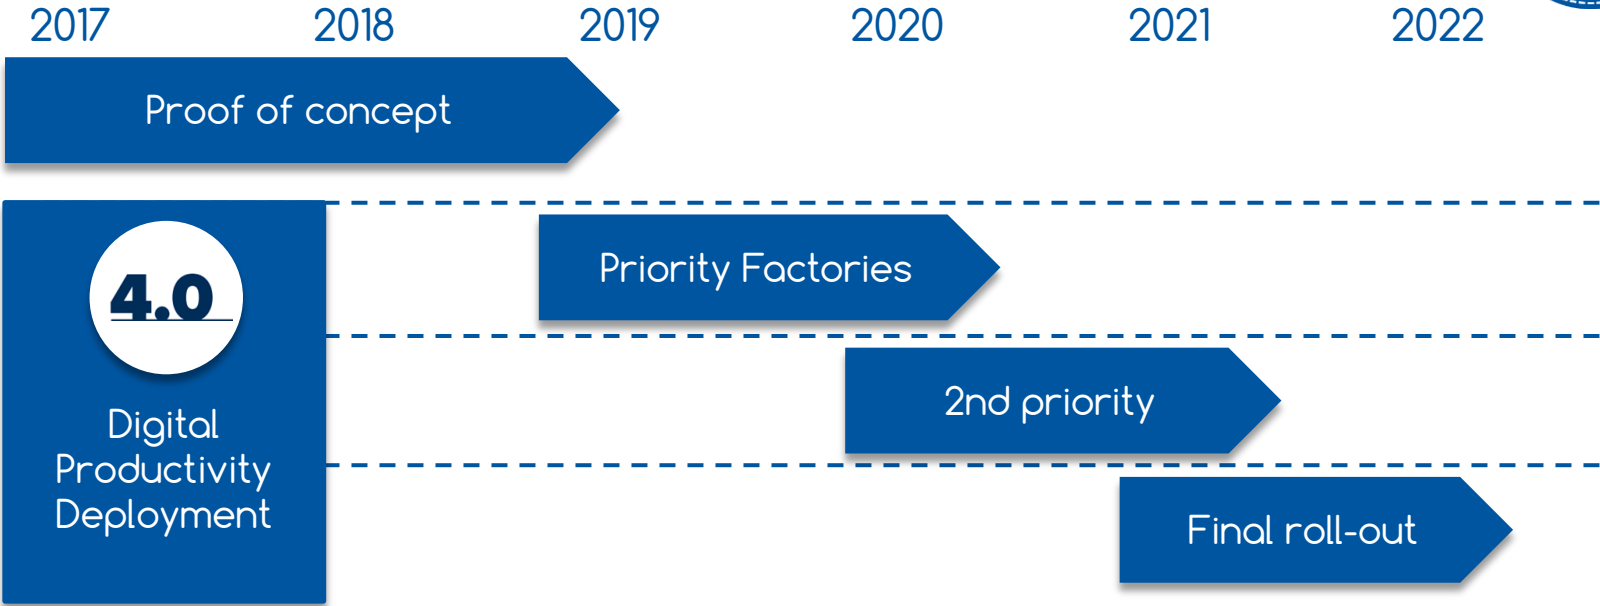 2017 2018 2019 2020 2021 2022
Proof of concept
4.0
Digital
Productivity
Deployment
Priority Factories
2nd priority
Final roll-out